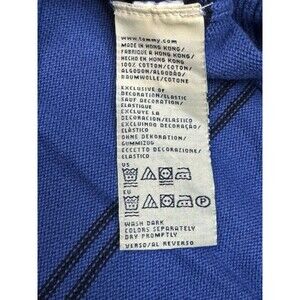 www.tommy.com
MADE IN HONG KONG/
FABRIQUÉ À HONG KONG/
HECHO EN HONG KONG/
100% COTTON/COTON/
ALGODON/ALGODÃO/
BAUMWOLLE/COTONE
EXCLUSIVE OF
DECORATION/ELASTIC
SAUF DECORATION/
ELASTIQUE
EXCLUYE LA
DECORACION/ELASTICO
EXCLUINDO DECORAÇÃO/
ELÁSTICO
OHNE DEKORATION/
GUMMIZUG
ECCETTO DECORAZIONE/
ELASTICO
US
EU
WASH DARK
COLORS SEPARATELY
DRY PROMPTLY
VERSO/AL REVERSO